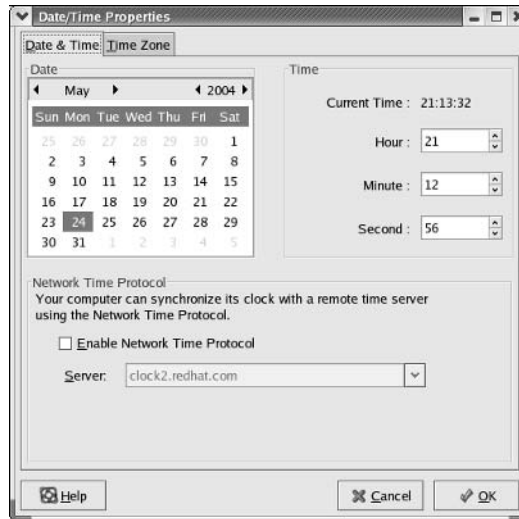 Date/Time Properties
Date & Time
Time Zone
Date
May
2004
Sun Mon Tue Wed Thu Fri Sat
25 26 27 28 29 30 1
2 3 4 5 6 7 8
9 10 11 12 13 14 15
16 17 18 19 20 21 22
23 24 25 26 27 28 29
30 31 1 2 3 4 5
Time
Current Time : 21:13:32
Hour : 21
Minute : 12
Second : 56
Network Time Protocol
Your computer can synchronize its clock with a remote time server
using the Network Time Protocol.
Enable Network Time Protocol
Server: clock2.redhat.com
Help
Cancel
OK